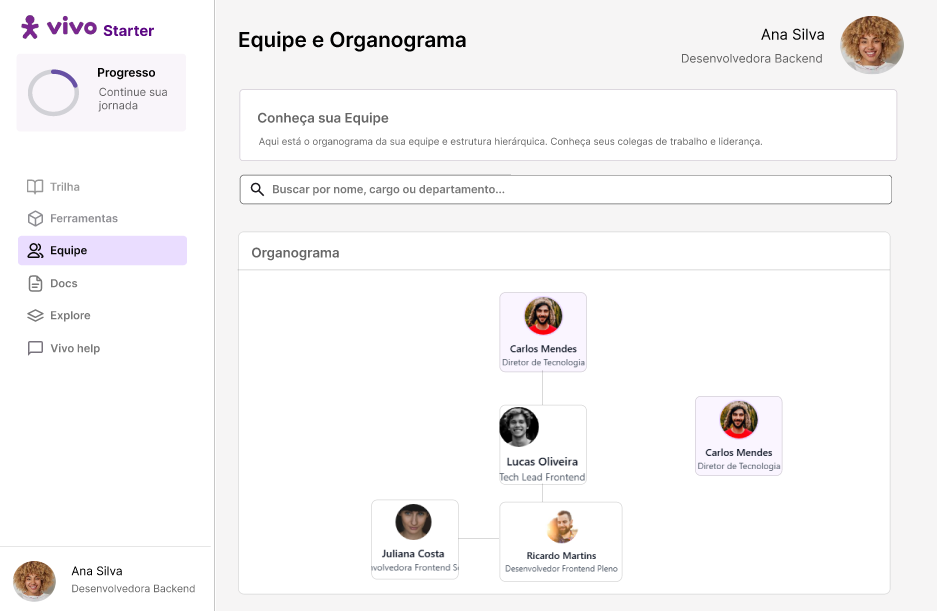 vivo Starter
Progresso
Continue sua
jornada
Trilha
Ferramentas
Equipe
Docs
Explore
Vivo help
Ana Silva
Desenvolvedora Backend
Equipe e Organograma
Ana Silva
Desenvolvedora Backend
Conheça sua Equipe
Aqui está o organograma da sua equipe e estrutura hierárquica. Conheça seus colegas de trabalho e liderança.
Buscar por nome, cargo ou departamento...
Organograma
Carlos Mendes
Diretor de Tecnologia
Carlos Mendes
Diretor de Tecnologia
Lucas Oliveira
Tech Lead Frontend
Juliana Costa
nvolvedora Frontend S
Ricardo Martins
Desenvolvedor Frontend Pleno